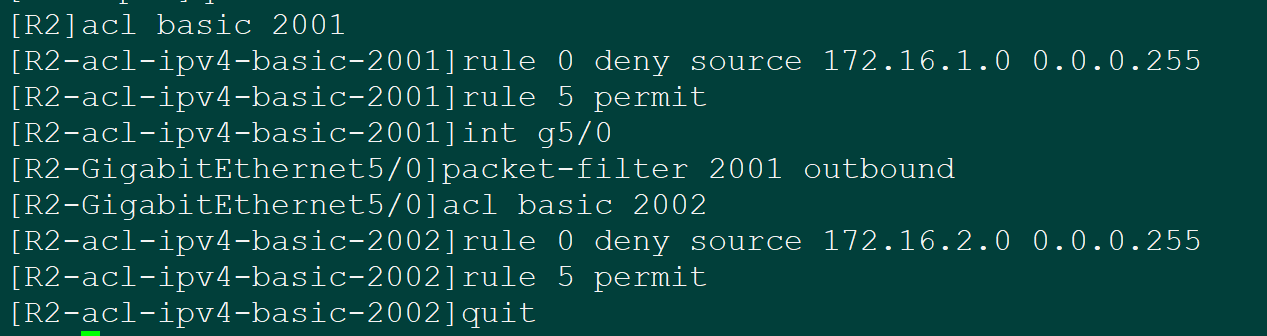 [R2]acl basic 2001
[R2-acl-ipv4-basic-2001]rule 0 deny source 172.16.1.0 0.0.0.255
[R2-acl-ipv4-basic-2001]rule 5 permit
[R2-acl-ipv4-basic-2001]int g5/0
[R2-GigabitEthernet5/0]packet-filter 2001 outbound
[R2-GigabitEthernet5/0]acl basic 2002
[R2-acl-ipv4-basic-2002]rule 0 deny source 172.16.2.0 0.0.0.255
[R2-acl-ipv4-basic-2002]rule 5 permit
[R2-acl-ipv4-basic-2002]quit